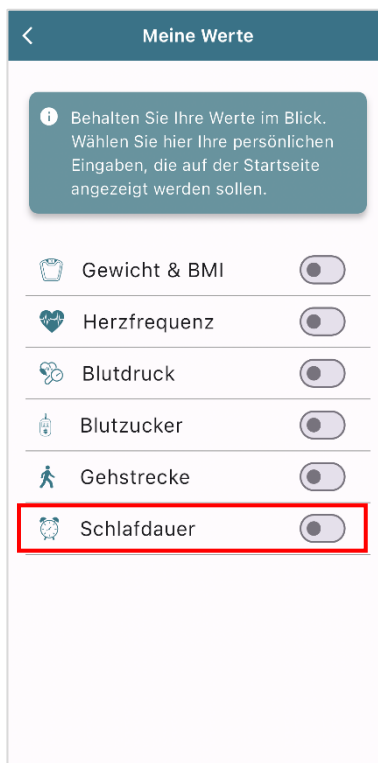 Meine Werte
Behalten Sie Ihre Werte im Blick.
Wählen Sie hier Ihre persönlichen
Eingaben, die auf der Startseite
angezeigt werden sollen.
Gewicht & BMI
Herzfrequenz
Blutdruck
Blutzucker
Gehstrecke
Schlafdauer